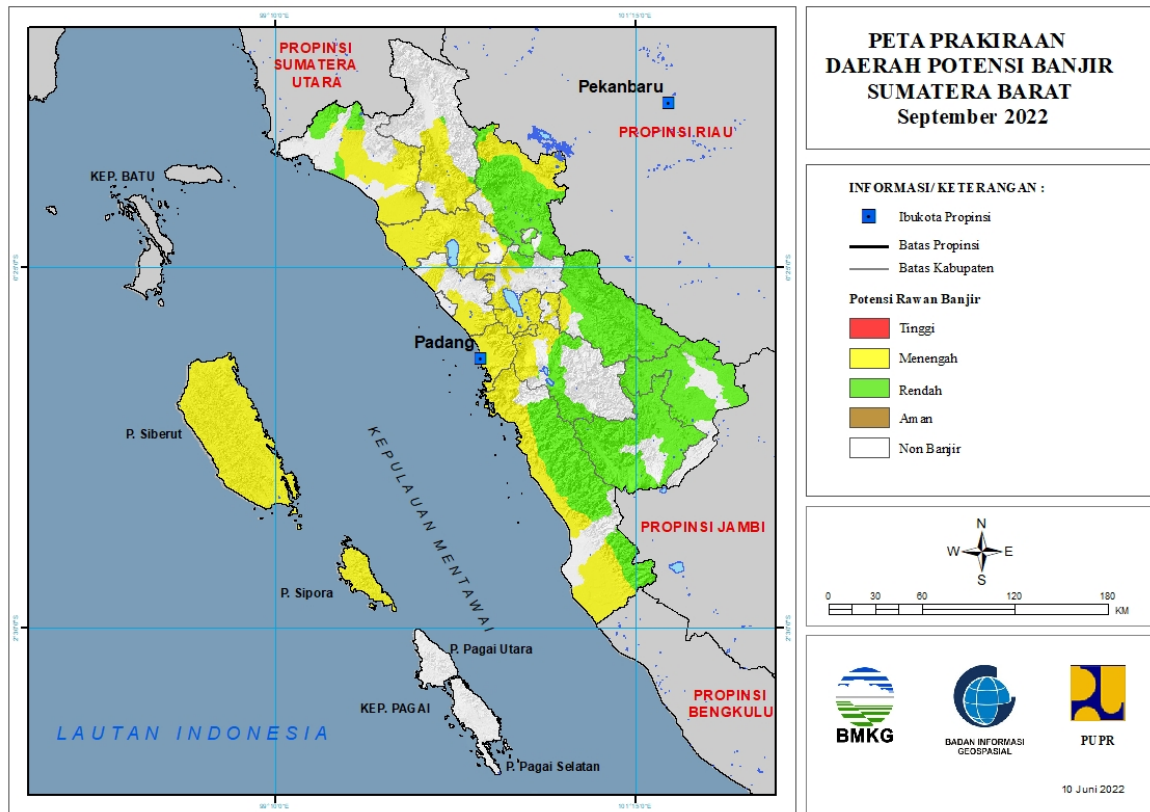 PETA PRAKIRAAN
DAERAH POTENSI BANJIR
SUMATERA BARAT
September 2022
INFORMASI/ KETERANGAN :
Ibukota Propinsi
Batas Propinsi
Batas Kabupaten
Potensi Rawan Banjir
Tinggi
Menengah
Rendah
Aman
Non Banjir
N
W E
S
0 30 60 120 180
KM
BMKG
BADAN INFORMASI
GEOSPASIAL
PUPR
10 Juni 2022
PROPINSI
SUMATERA
UTARA
Pekanbaru
PROPINSI RIAU
KEP. BATU
Padang
P. Siberut
KEPULAUAN MENTAWAI
PROPINSI JAMBI
P. Sipora
P. Pagai Utara
KEP. PAGAI
PROPINSI
BENGKULU
LAUTAN INDONESIA
P. Pagai Selatan